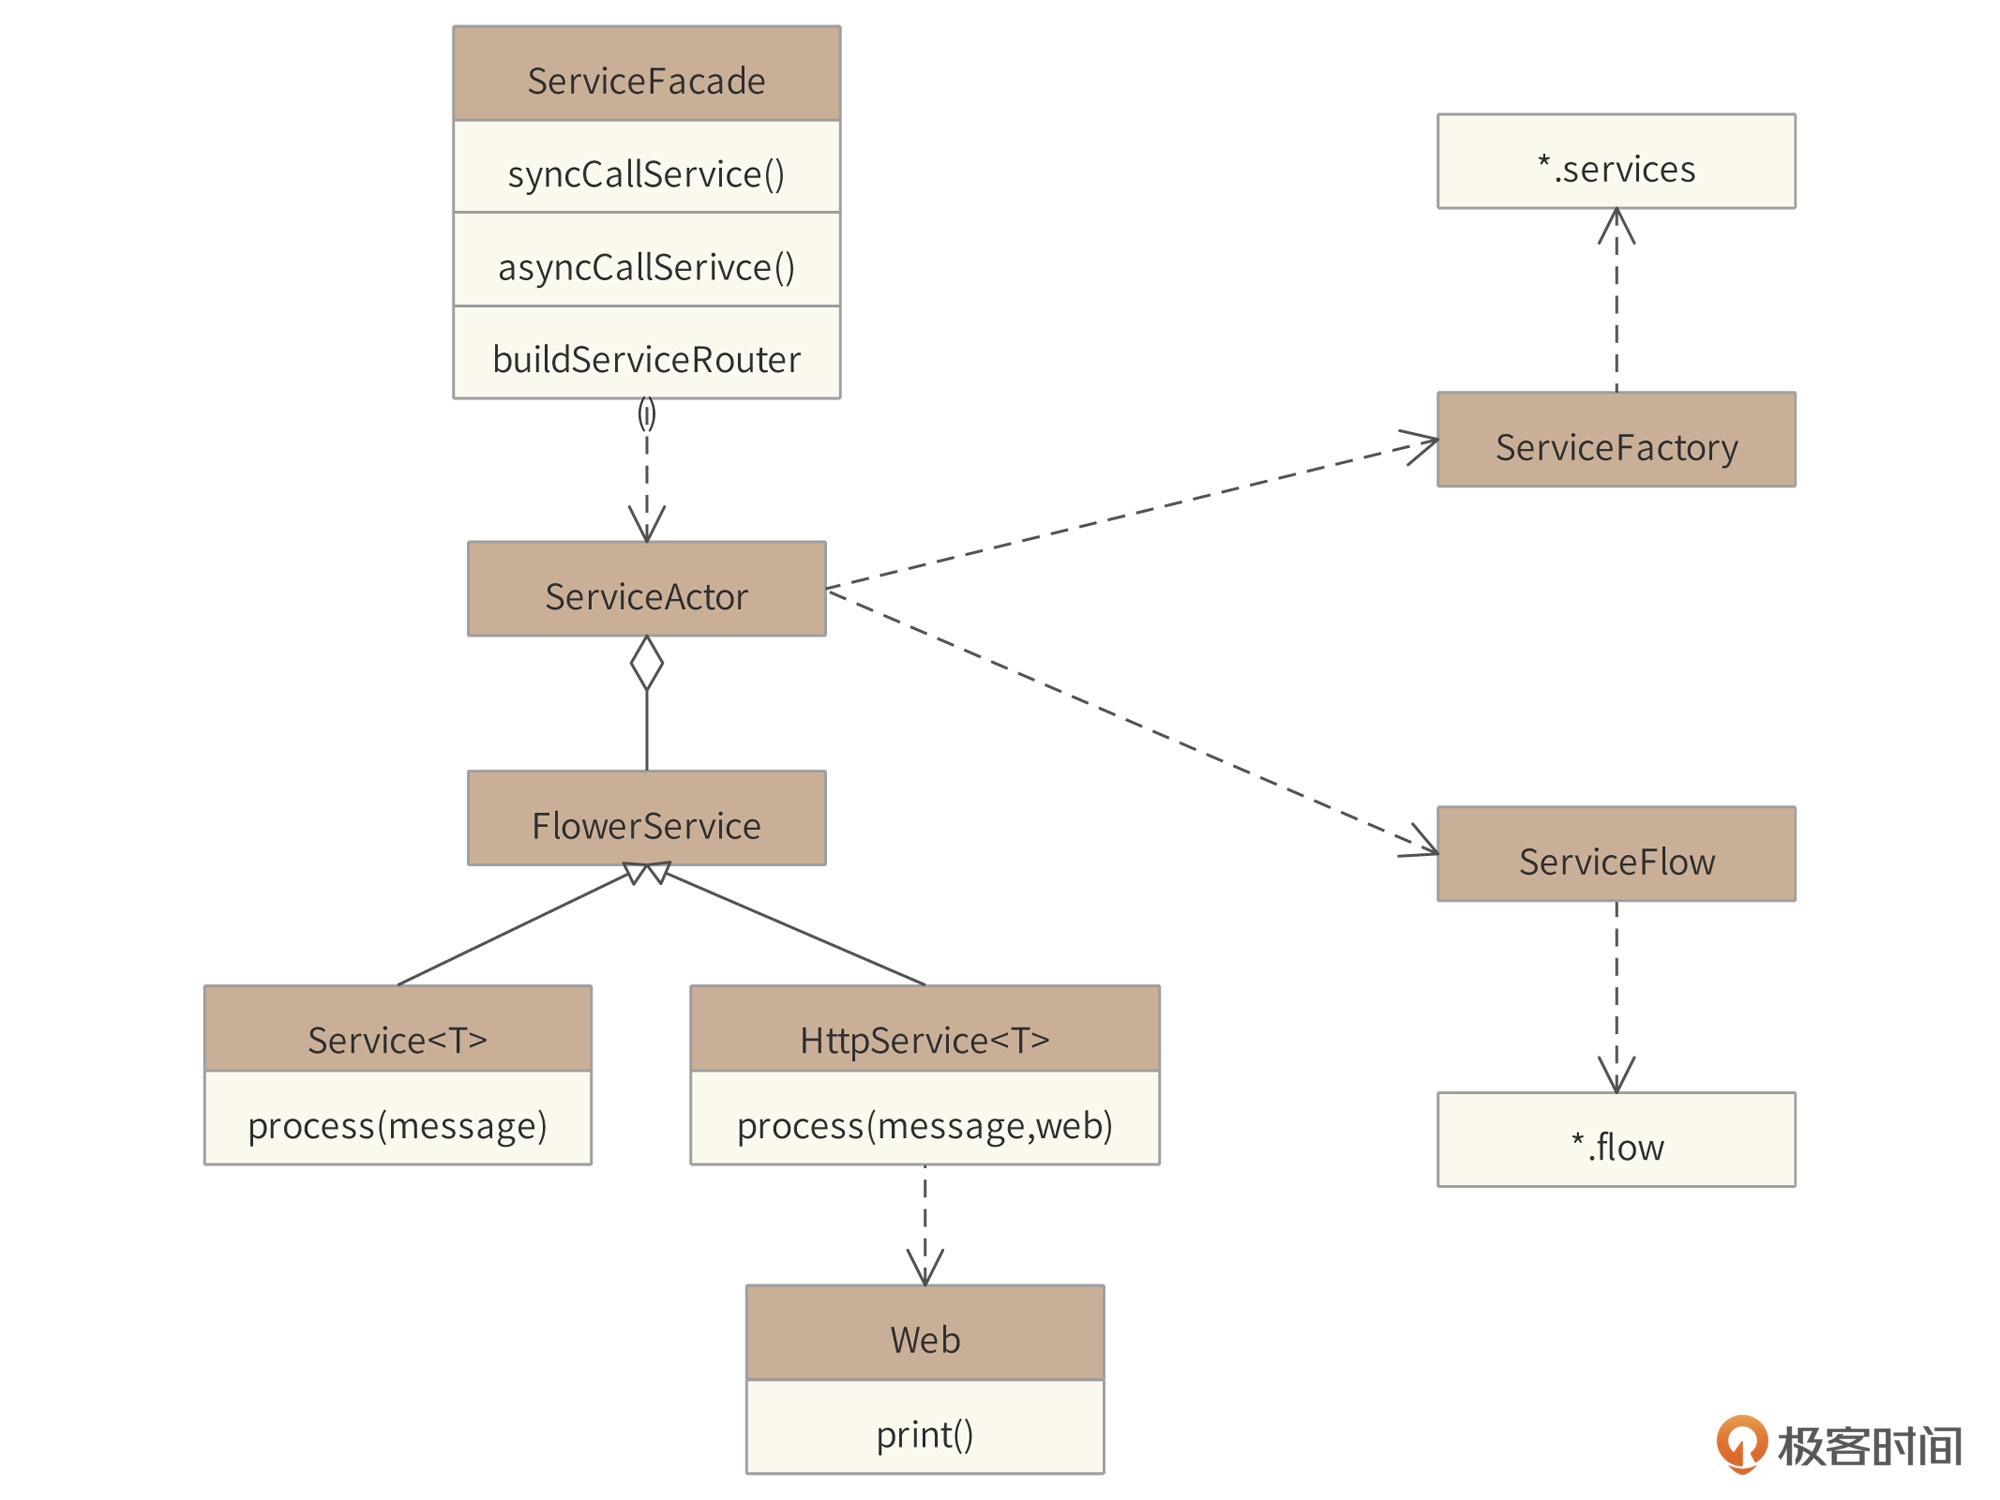 ServiceFacade
syncCallService()
asyncCallSerivce()
buildServiceRouter
()
*.services
ServiceFactory
ServiceActor
FlowerService
ServiceFlow
Service<T>
process(message)
HttpService<T>
process(message,web)
*.flow
Web
print()
极客时间